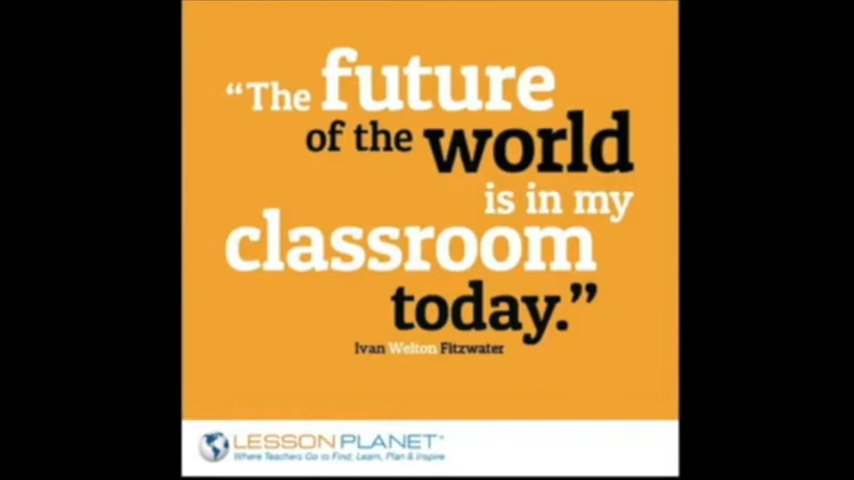 “The future
of the world
is in my
classroom
today.”
Ivan Welton Fitzwater
LESSON PLANET®
Where Teachers Go to Find, Learn, Plan & Inspire